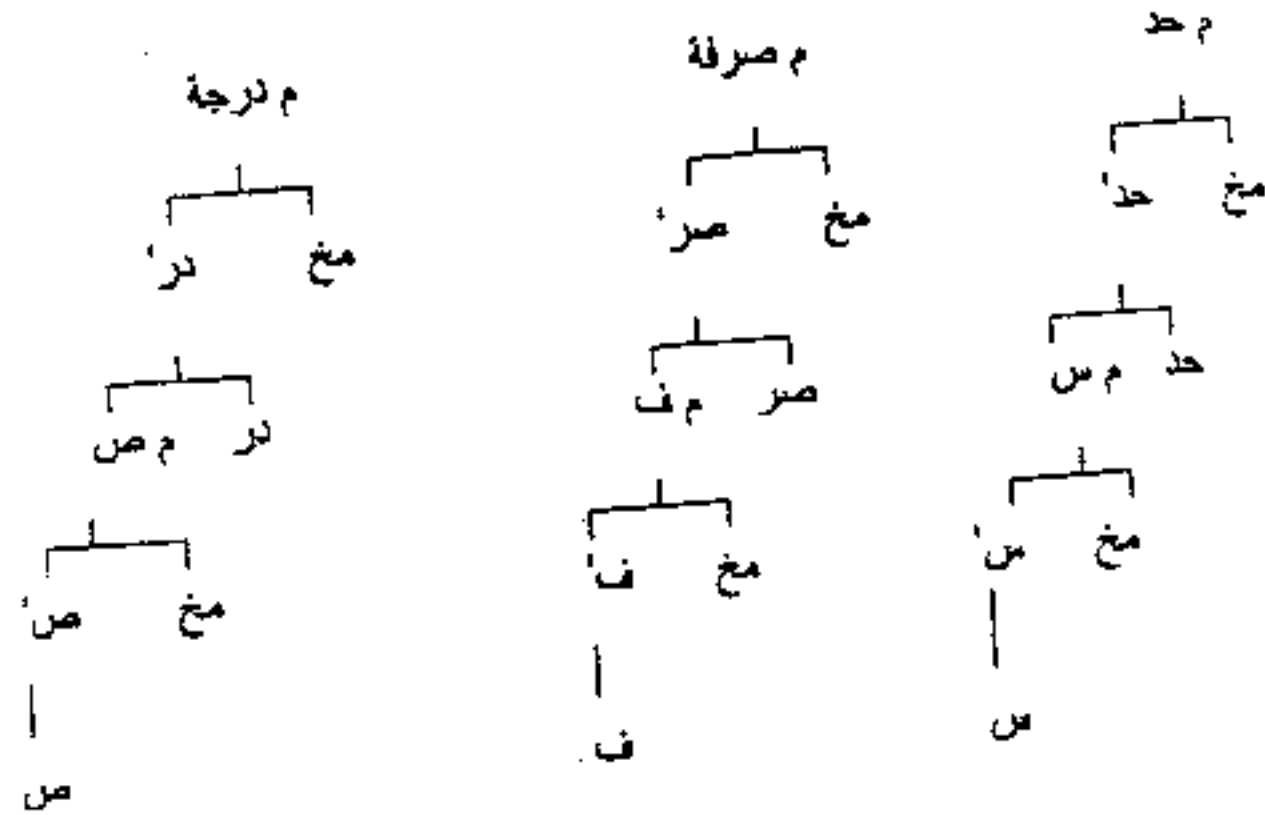 م حد
مخ حد'
حد م س
مخ س'
س
م صرفة
مخ صر'
صر م ف
مخ ف'
ف
م درجة
مخ در'
در م ص
مخ ص'
ص